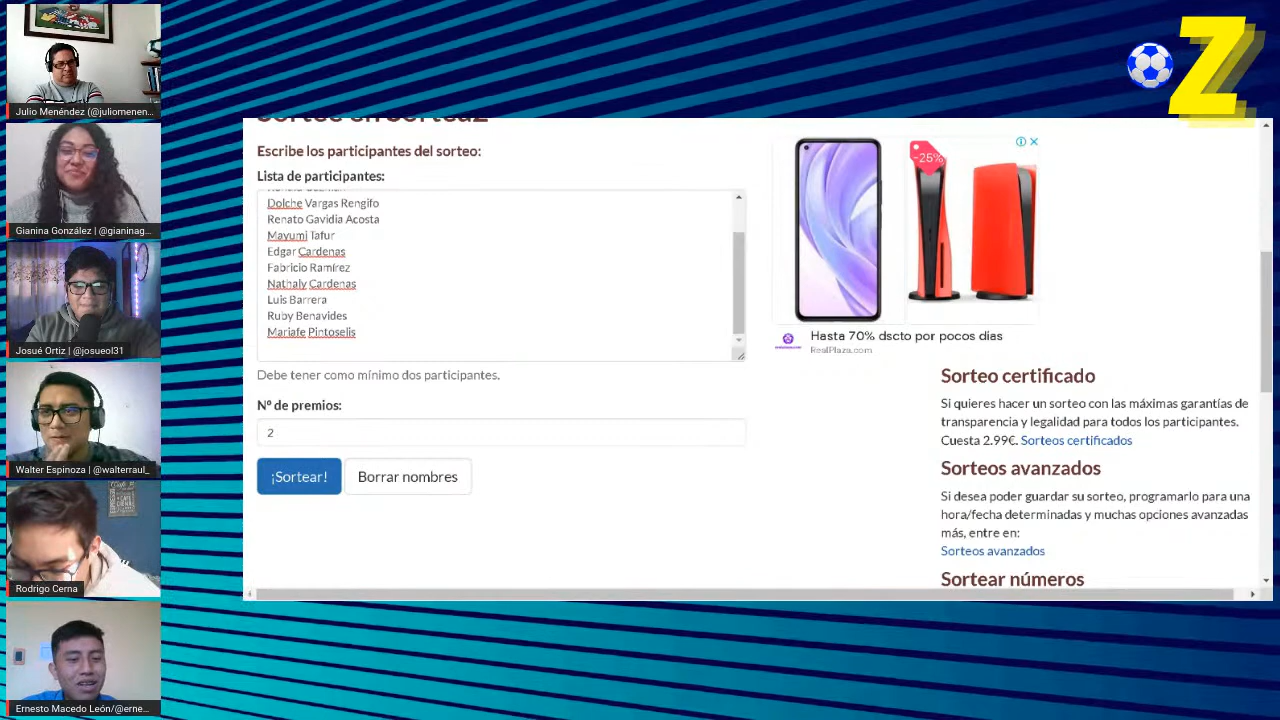 Julio Menéndez (@juliomenen...
Gianina González | @gianinag...
Josué Ortiz | @josueol31
Walter Espinoza | @walterraul_
Rodrigo Cerna
Ernesto Macedo León/@erne...
Z
Sorteo en SorteaZ
Escribe los participantes del sorteo:
Lista de participantes:
Dolche Vargas Rengifo
Renato Gavidia Acosta
Mayumi Tafur
Edgar Cardenas
Fabricio Ramírez
Nathaly Cardenas
Luis Barrera
Ruby Benavides
Mariafe Pintoselis
Debe tener como mínimo dos participantes.
Nº de premios:
2
¡Sortear!
Borrar nombres
-25%
Hasta 70% dscto por pocos dias
RealPlaza.com
Sorteo certificado
Si quieres hacer un sorteo con las máximas garantías de
transparencia y legalidad para todos los participantes.
Cuesta 2.99€. Sorteos certificados
Sorteos avanzados
Si desea poder guardar su sorteo, programarlo para una
hora/fecha determinadas y muchas opciones avanzadas
más, entre en:
Sorteos avanzados
Sortear números